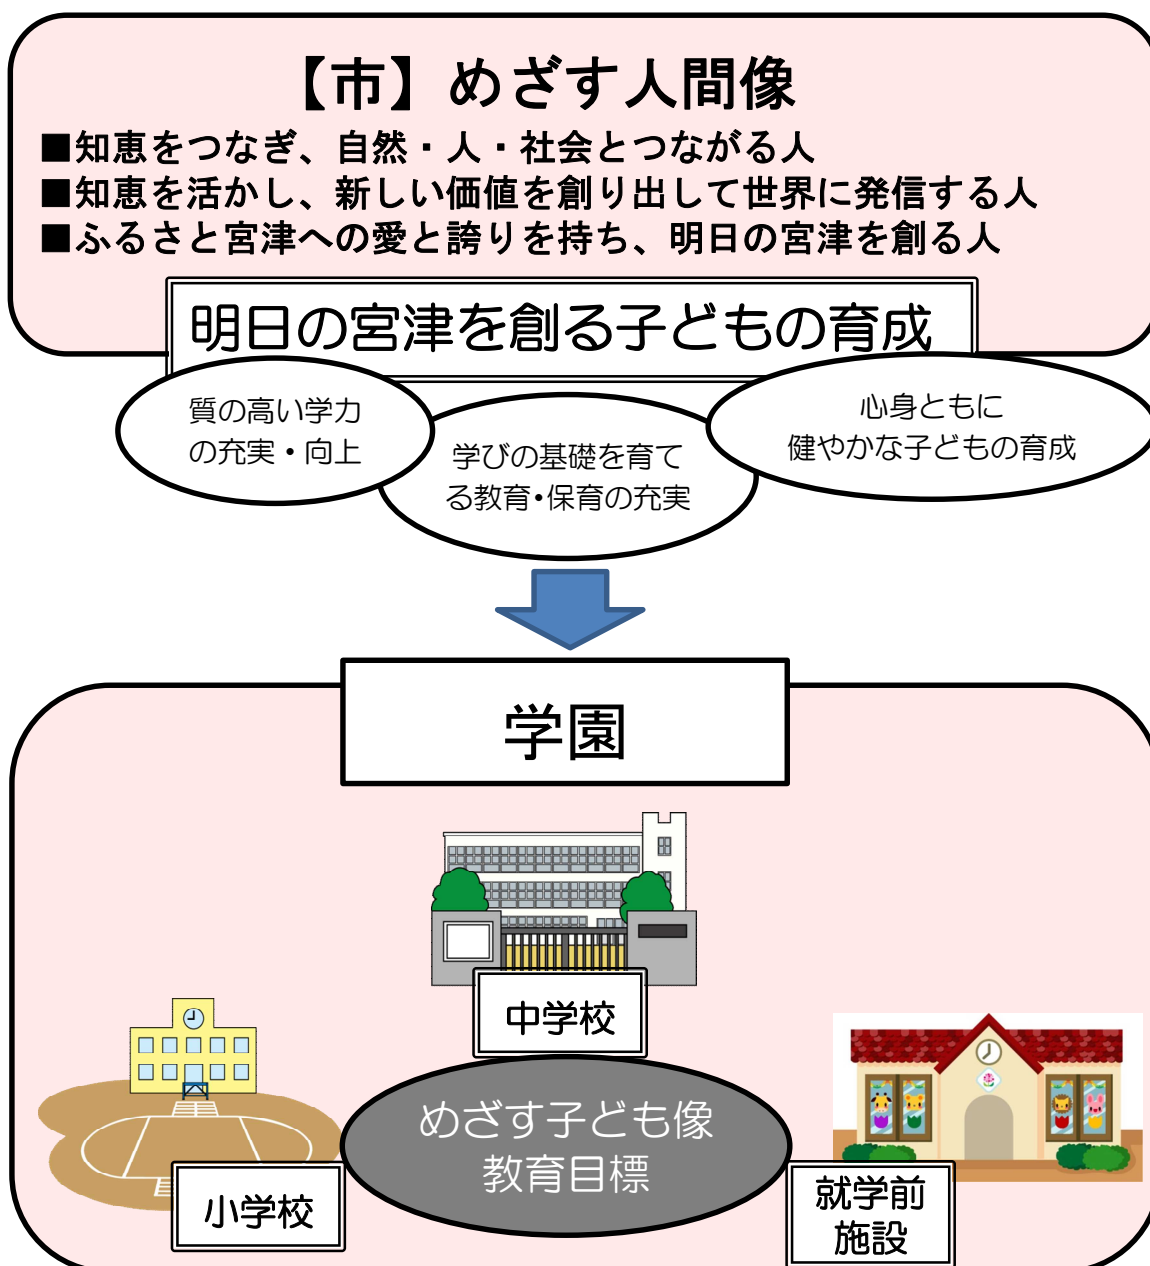 【市】めざす人間像
■知恵をつなぎ、自然・人・社会とつながる人
■知恵を活かし、新しい価値を創り出して世界に発信する人
■ふるさと宮津への愛と誇りを持ち、明日の宮津を創る人
明日の宮津を創る子どもの育成
質の高い学力
の充実・向上
学びの基礎を育て
る教育・保育の充実
心身ともに
健やかな子どもの育成
学園
中学校
めざす子ども像
教育目標
小学校
就学前
施設